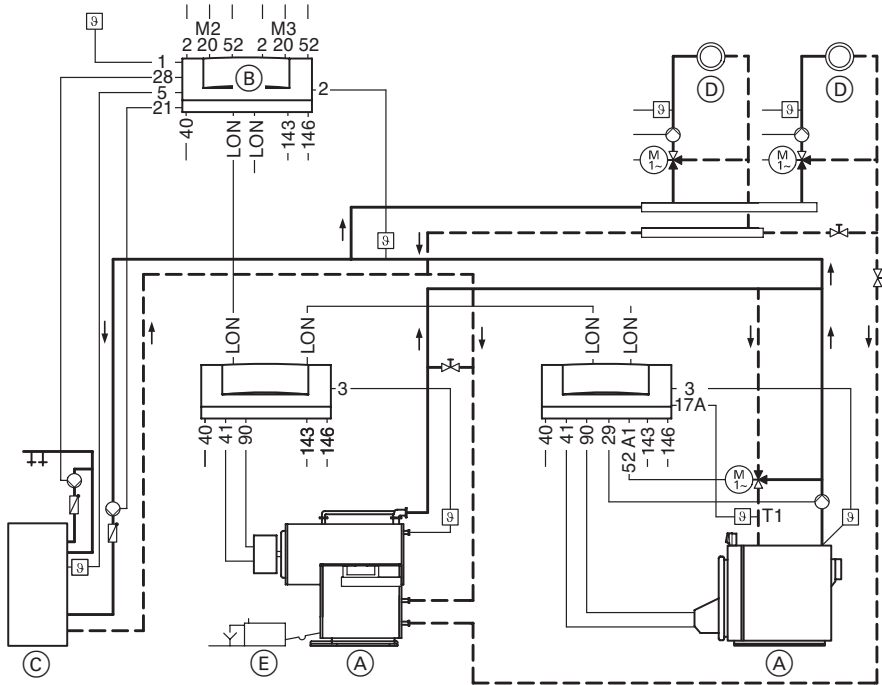 M2 M3
2 20 52 2 20 52
ϑ
1
28
5
21
B
2
40 LON LON 143 146
D D
ϑ ϑ
M 1~ M 1~
ϑ
LON LON LON LON
3
40 41 90 143 146
3
17A
40 41 90 29 52 A1 143 146
M 1~
ϑ
ϑ T1
ϑ
ϑ
C E A A